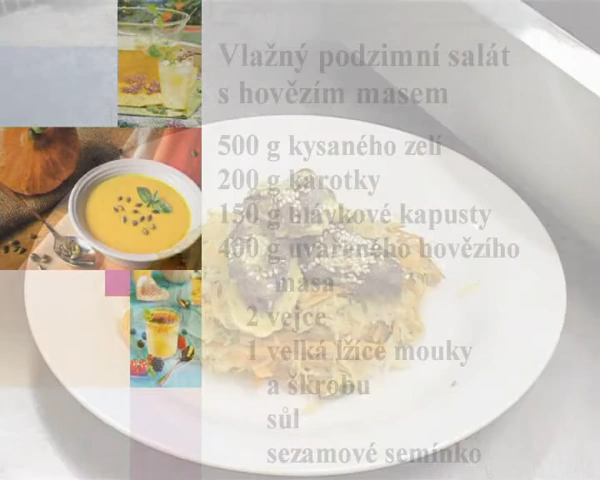 Vlažný podzimní salát
s hovězím masem
500 g kysaného zelí
200 g karotky
150 g hlávkové kapusty
400 g uvařeného hovězího
masa
2 vejce
1 velká lžíce mouky
a škrobu
sůl
sezamové semínko